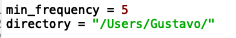 min_frequency = 5
directory = "/Users/Gustavo/"